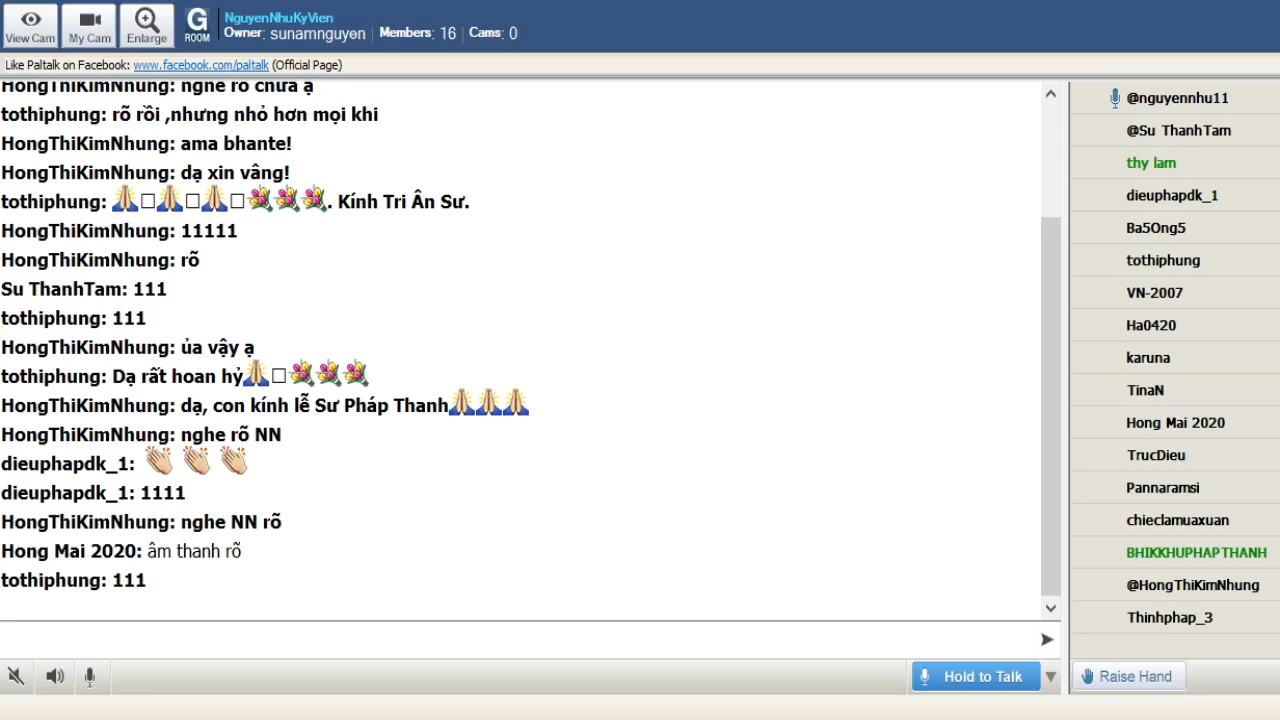 View Cam
My Cam
Enlarge
G
ROOM
NguyenNhuKyVien
Owner: sunamnguyen | Members: 16 | Cams: 0
Like Paltalk on Facebook: www.facebook.com/paltalk (Official Page)
HongThiKimNhung: nghe rõ chưa ạ
tothiphung: rõ rồi ,nhưng nhỏ hơn mọi khi
HongThiKimNhung: ama bhante!
HongThiKimNhung: dạ xin vâng!
tothiphung: 🙏□🙏□🙏□💐💐💐. Kính Tri Ân Sư.
HongThiKimNhung: 11111
HongThiKimNhung: rõ
Su ThanhTam: 111
tothiphung: 111
HongThiKimNhung: ủa vậy ạ
tothiphung: Dạ rất hoan hỷ🙏□💐💐💐
HongThiKimNhung: dạ, con kính lễ Sư Pháp Thanh🙏🙏🙏
HongThiKimNhung: nghe rõ NN
dieuphapdk_1: 👏 👏 👏
dieuphapdk_1: 1111
HongThiKimNhung: nghe NN rõ
Hong Mai 2020: âm thanh rõ
tothiphung: 111
@nguyennhu11
@Su ThanhTam
thy lam
dieuphapdk_1
Ba5Ong5
tothiphung
VN-2007
Ha0420
karuna
TinaN
Hong Mai 2020
TrucDieu
Pannaramsi
chieclamuaxuan
BHIKKHUPHAPTHANH
@HongThiKimNhung
Thinhphap_3
Hold to Talk
Raise Hand